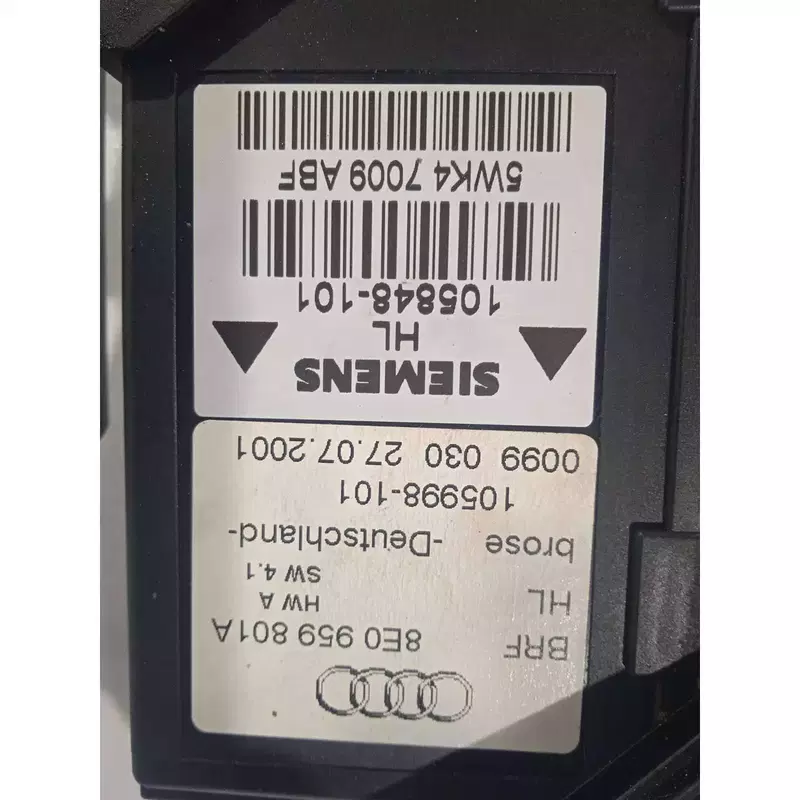 BRF 8E0 959 801A
HL HW A
SW 4.1
brose -Deutschland-
105998-101
0099 030 27.07.2001
SIEMENS
HL
105848-101
5WK4 7009 ABF